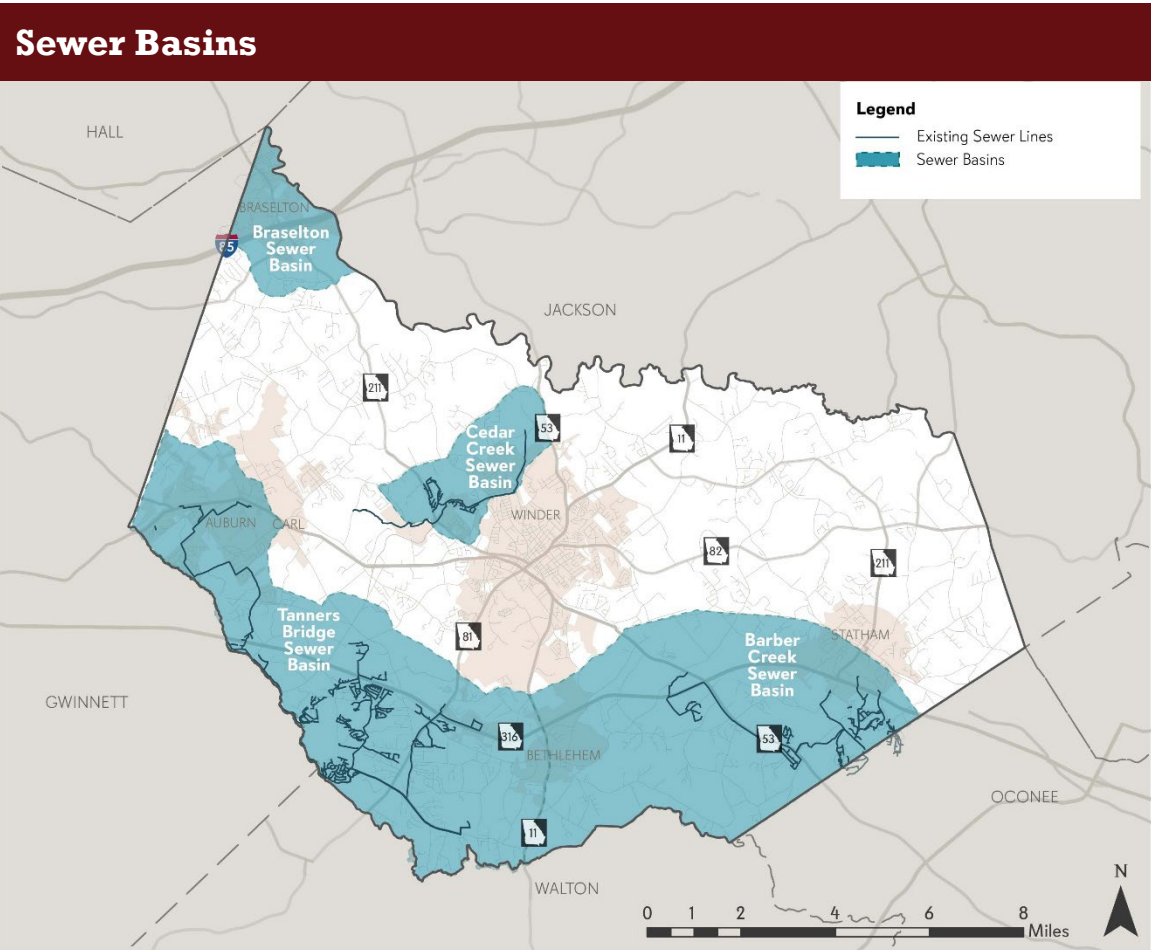 Sewer Basins
Legend
Existing Sewer Lines
Sewer Basins
HALL
BRASELTON
Braselton
Sewer
Basin
85
JACKSON
211
53
Cedar
Creek
Sewer
Basin
11
AUBURN
CARL
WINDER
82
211
Tanners
Bridge
Sewer
Basin
81
Barber
Creek
Sewer
Basin
STATHAM
GWINNETT
316
53
BETHLEHEM
OCONEE
11
WALTON
N
0 1 2 4 6 8
Miles